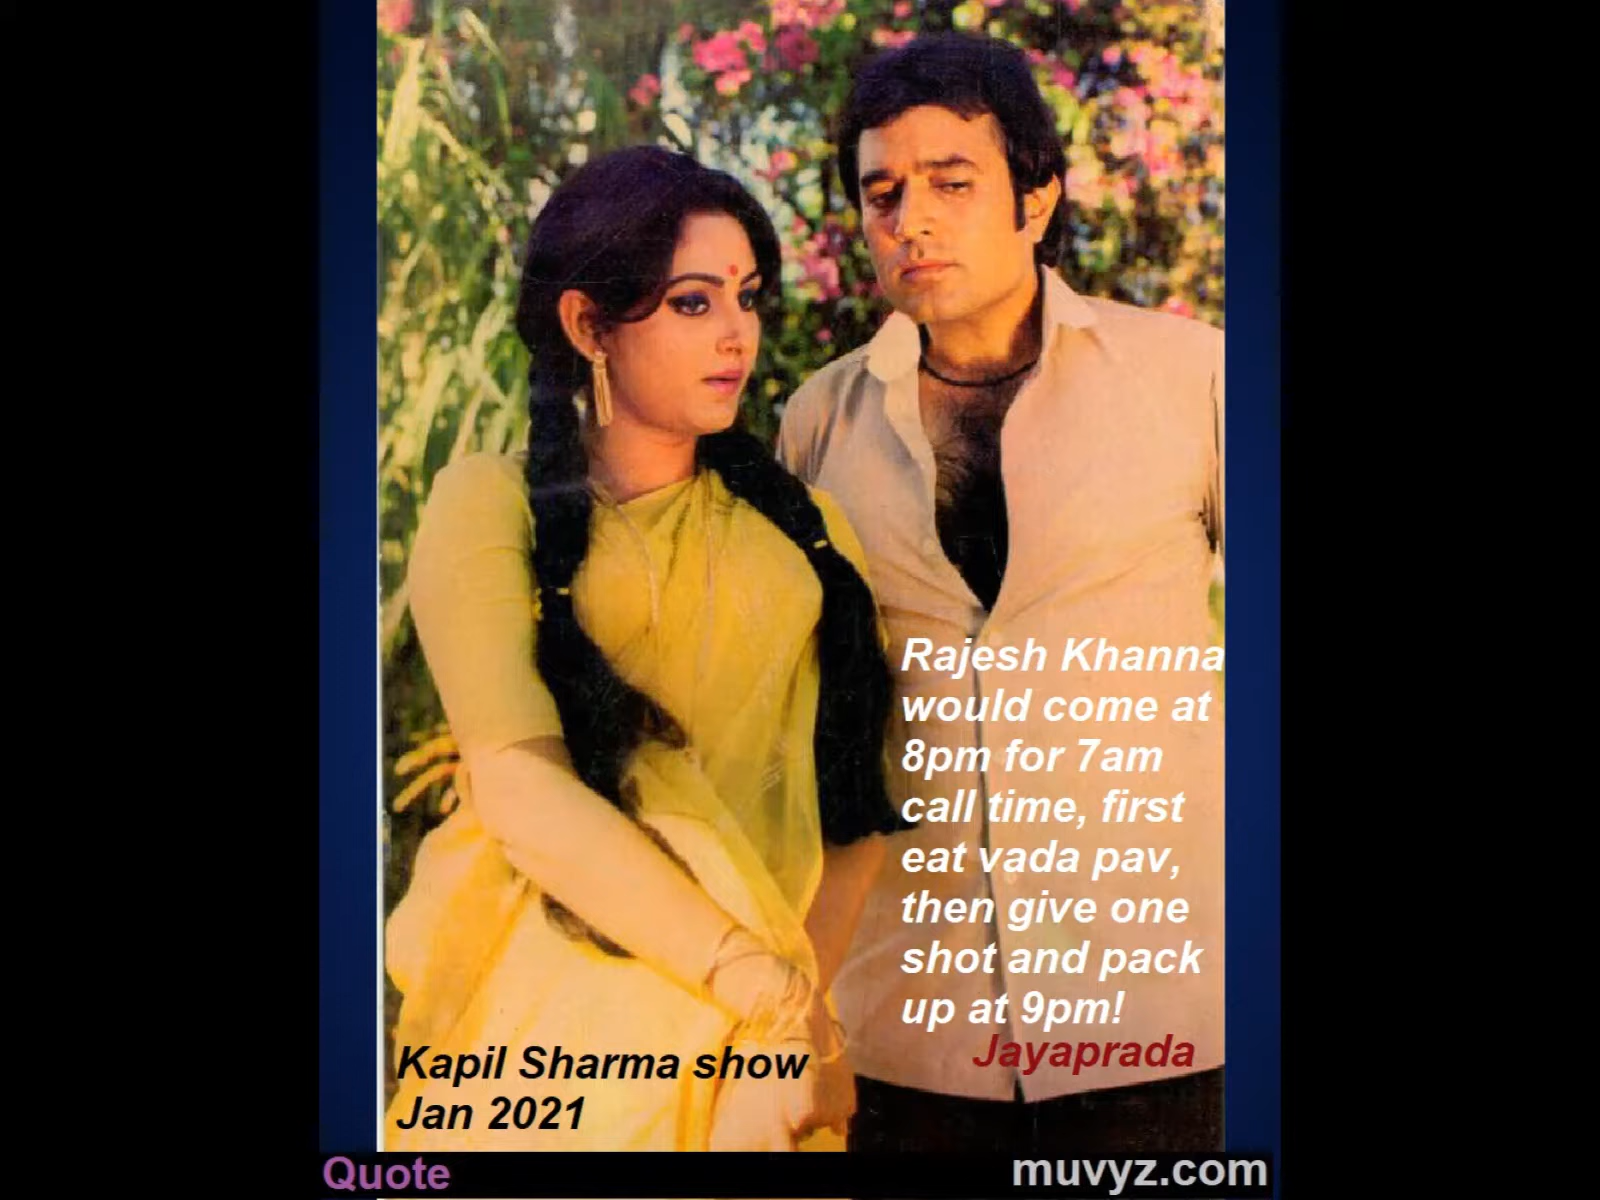 Rajesh Khanna
would come at
8pm for 7am
call time, first
eat vada pav,
then give one
shot and pack
up at 9pm!
Jayaprada
Kapil Sharma show
Jan 2021
Quote
muvyz.com